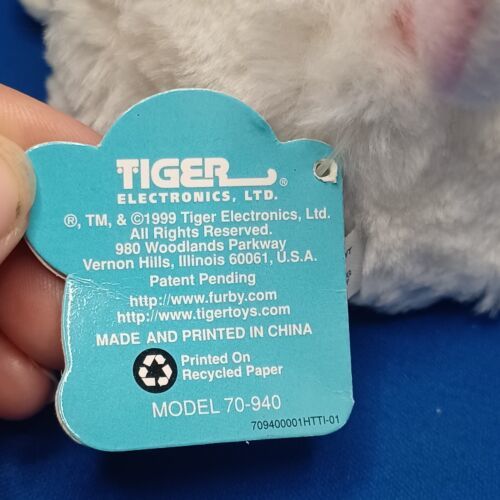 TIGER®
ELECTRONICS, LTD.
®, TM, & ©1999 Tiger Electronics, Ltd.
All Rights Reserved.
980 Woodlands Parkway
Vernon Hills, Illinois 60061, U.S.A.
Patent Pending
http://www.furby.com
http://www.tigertoys.com
MADE AND PRINTED IN CHINA
Printed On
Recycled Paper
MODEL 70-940
709400001HTTI-01